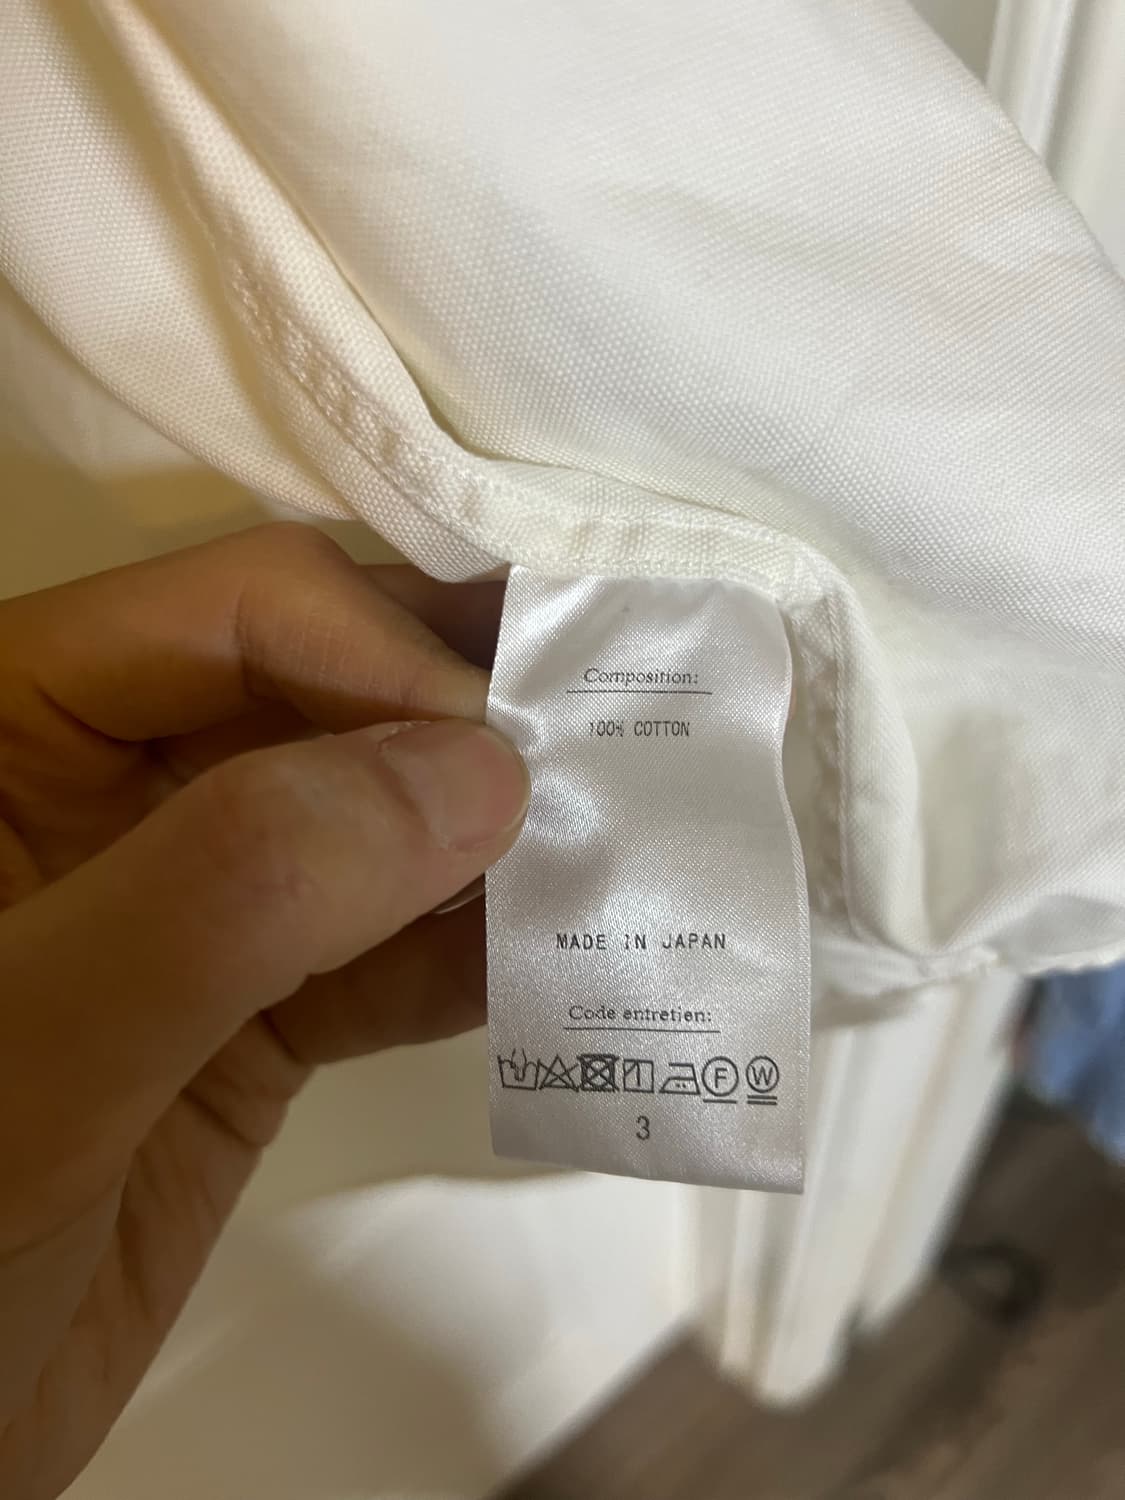 Composition:
100% COTTON
MADE IN JAPAN
Code entretien:
F W
3